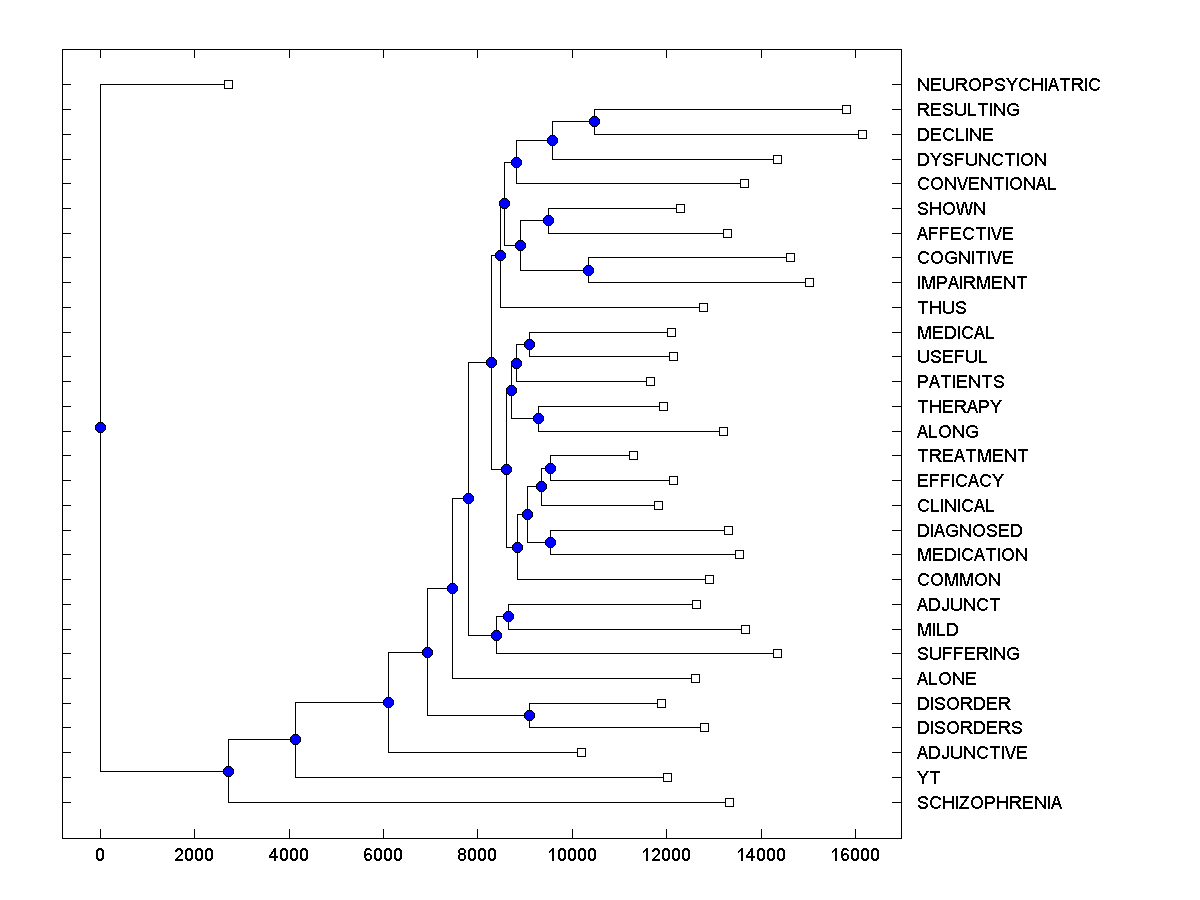 NEUROPSYCHIATRIC
RESULTING
DECLINE
DYSFUNCTION
CONVENTIONAL
SHOWN
AFFECTIVE
COGNITIVE
IMPAIRMENT
THUS
MEDICAL
USEFUL
PATIENTS
THERAPY
ALONG
TREATMENT
EFFICACY
CLINICAL
DIAGNOSED
MEDICATION
COMMON
ADJUNCT
MILD
SUFFERING
ALONE
DISORDER
DISORDERS
ADJUNCTIVE
YT
SCHIZOPHRENIA
0 2000 4000 6000 8000 10000 12000 14000 16000